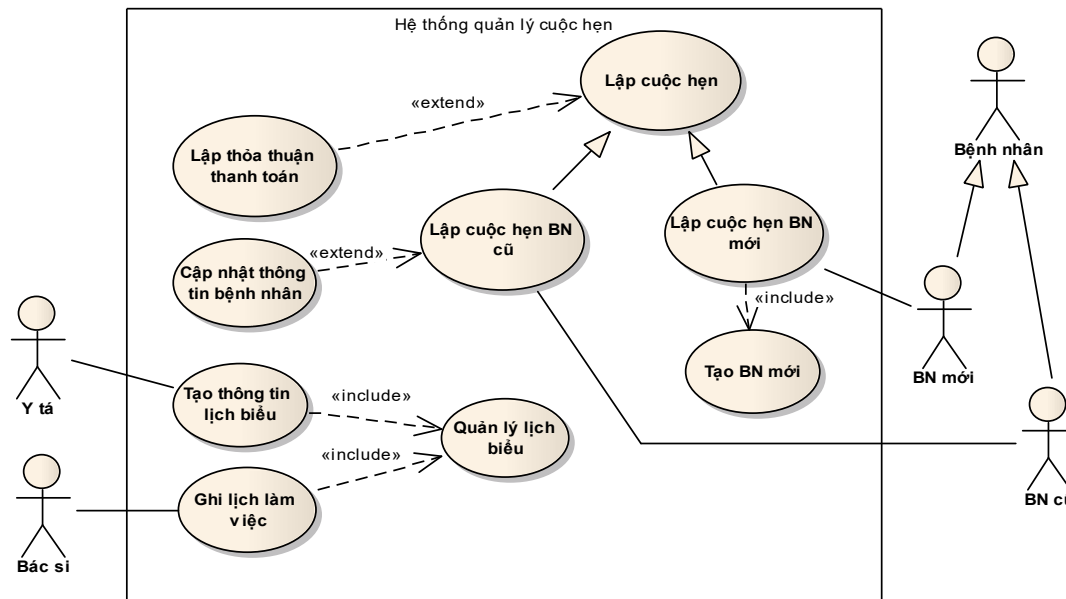 Hệ thống quản lý cuộc hẹn
Lập cuộc hẹn
«extend»
Lập thỏa thuận
thanh toán
Bệnh nhân
Lập cuộc hẹn BN
cũ
Lập cuộc hẹn BN
mới
«extend»
Cập nhật thông
tin bệnh nhân
«include»
Tạo BN mới
BN mới
Y tá
Tạo thông tin
lịch biểu
«include»
Quản lý lịch
biểu
«include»
Ghi lịch làm
việc
BN cũ
Bác si